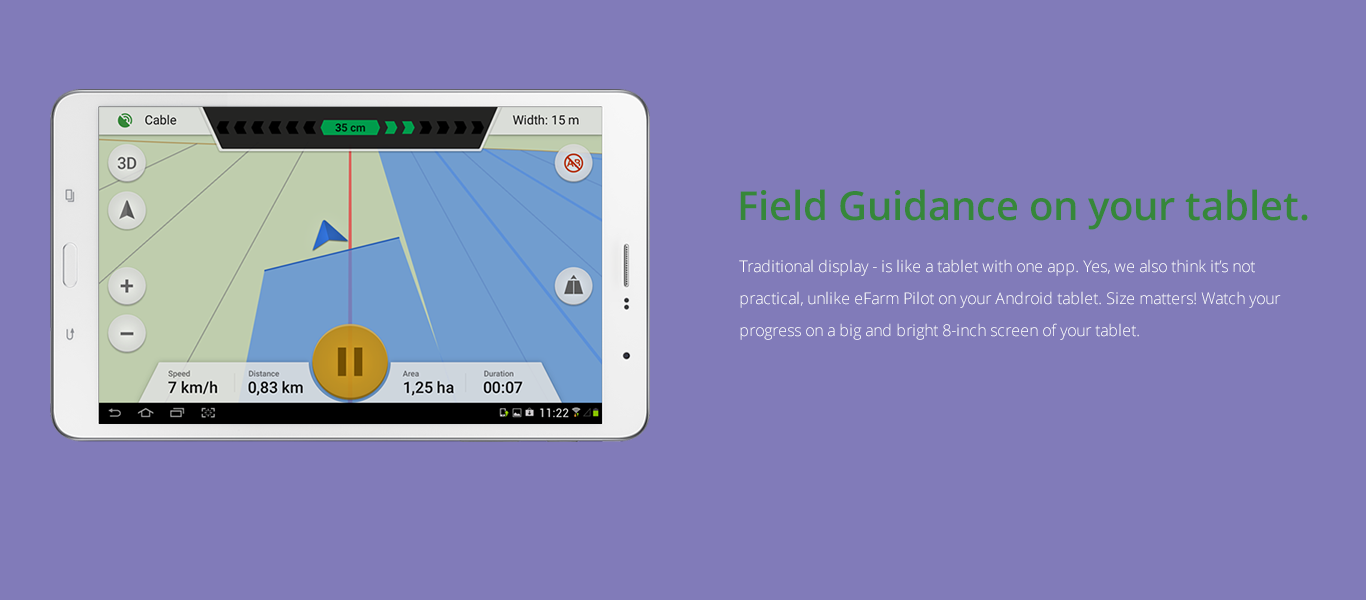 Cable
35 cm
Width: 15 m
3D
AB
Speed
7 km/h
Distance
0,83 km
Area
1,25 ha
Duration
00:07
11:22
Field Guidance on your tablet.
Traditional display - is like a tablet with one app. Yes, we also think it's not
practical, unlike eFarm Pilot on your Android tablet. Size matters! Watch your
progress on a big and bright 8-inch screen of your tablet.